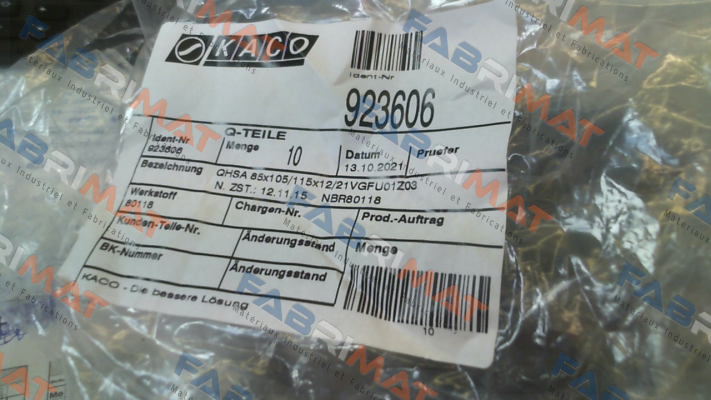 KACO
Ident-Nr
923606
Ident-Nr
923606
Q-TEILE
Menge 10
Datum
13.10.2021
Pruefer
Bezeichnung
QHSA 85x105/115x12/21VGFU01Z03
N. ZST.: 12.11.15 NBR80118
Werkstoff
80118
Chargen-Nr.
Prod.-Auftrag
Kunden-Teile-Nr.
Änderungsstand
Menge
BK-Nummer
Änderungsstand
10
KACO - Die bessere Lösung
FABRIMAT
Matériaux Industriel et Fabrications